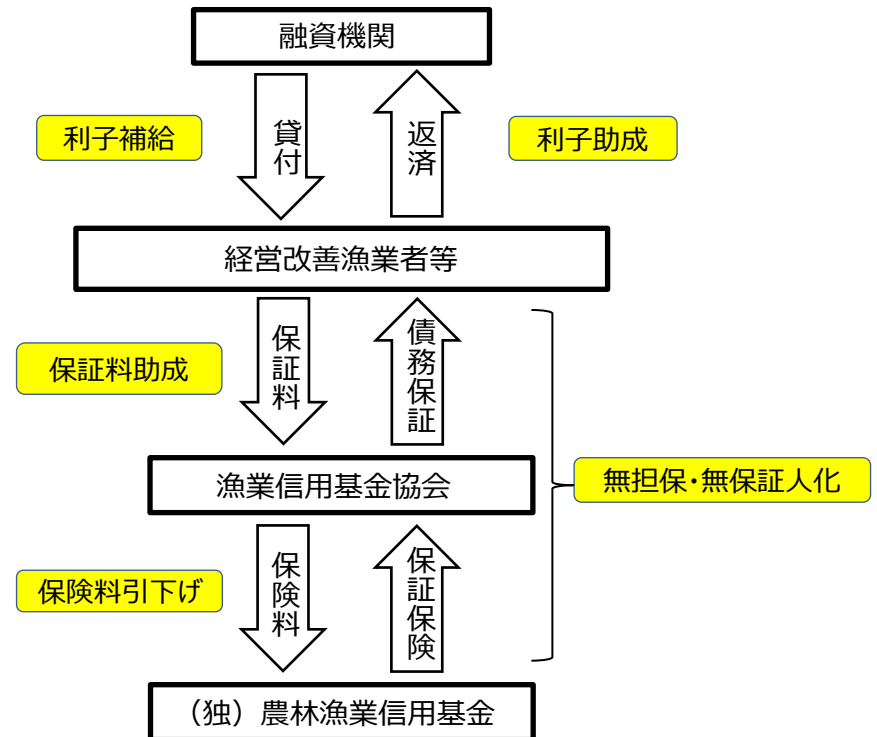 融資機関
利子補給
貸付
返済
利子助成
経営改善漁業者等
保証料助成
保証料
債務保証
漁業信用基金協会
無担保・無保証人化
保険料引下げ
保険料
保証保険
（独）農林漁業信用基金